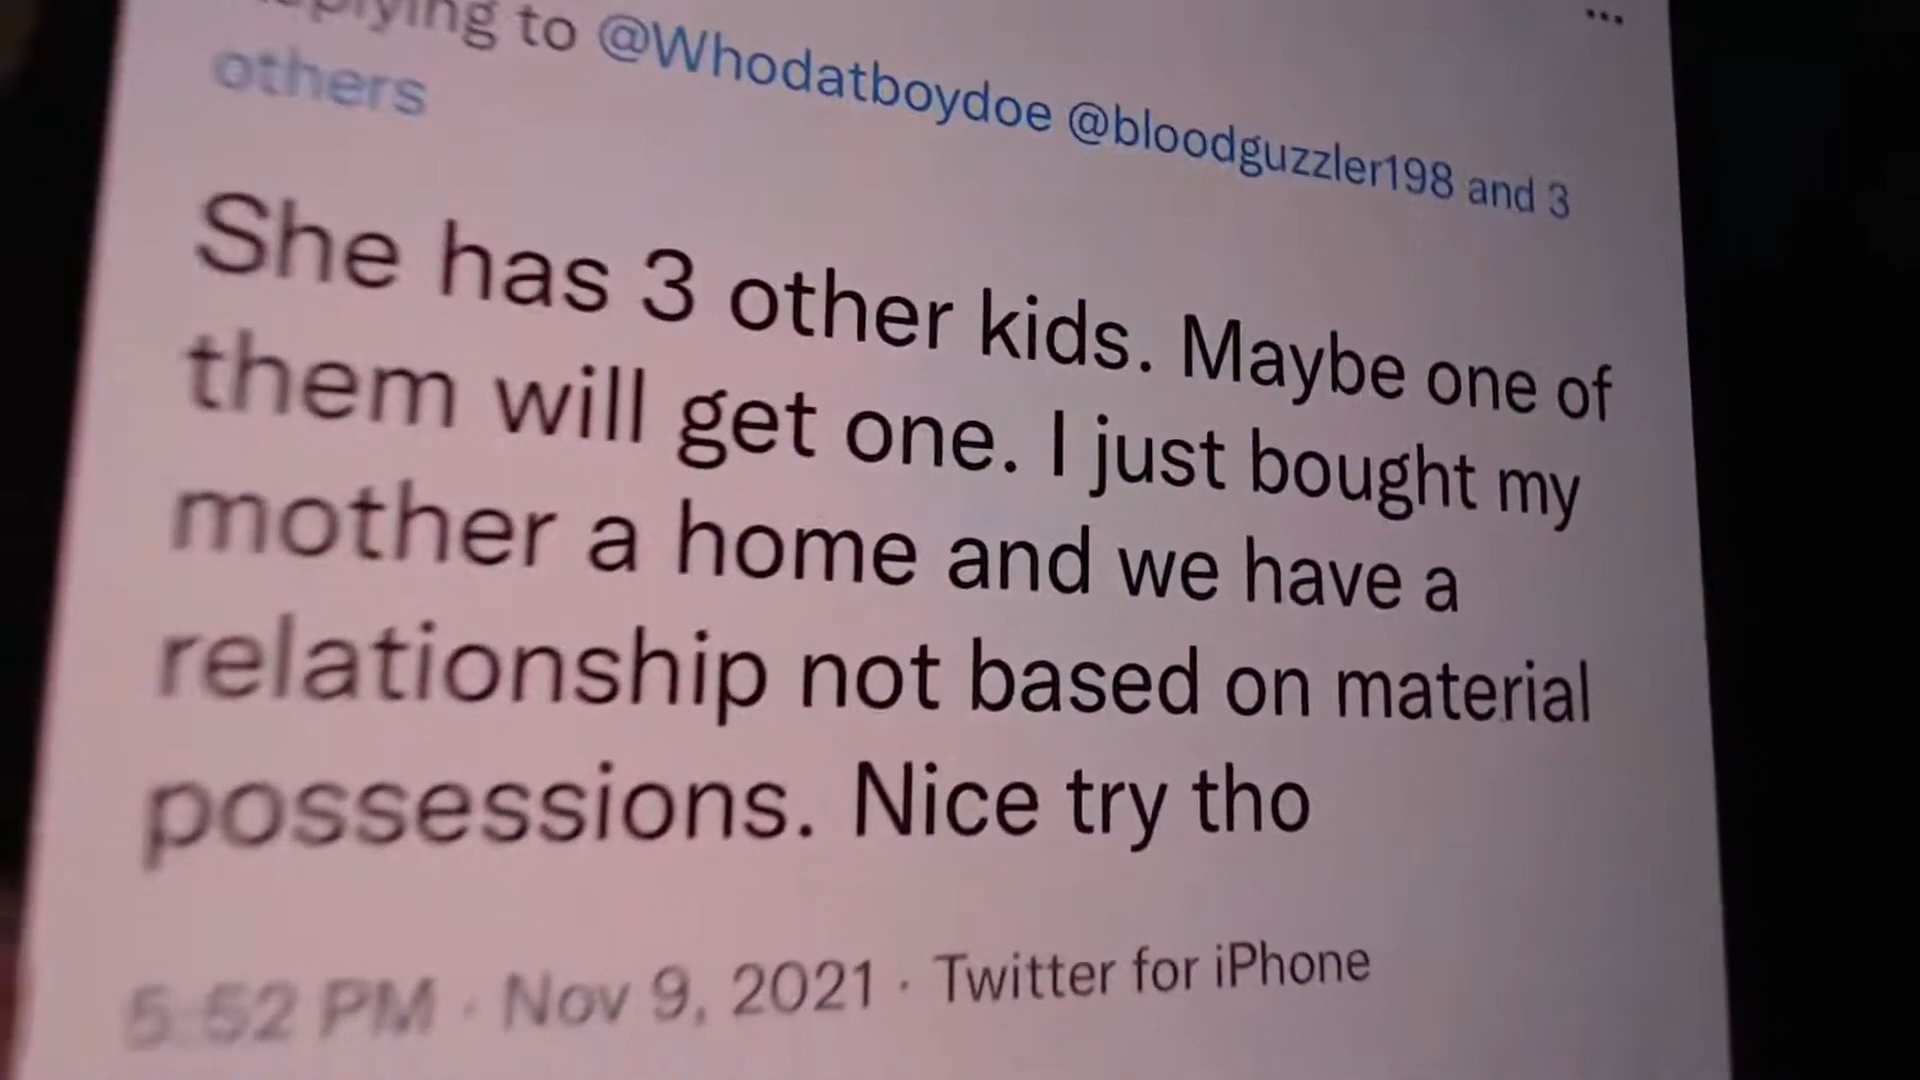 Replying to @Whodatboydoe @bloodguzzler198 and 3
others
She has 3 other kids. Maybe one of
them will get one. I just bought my
mother a home and we have a
relationship not based on material
possessions. Nice try tho
5:52 PM · Nov 9, 2021 · Twitter for iPhone